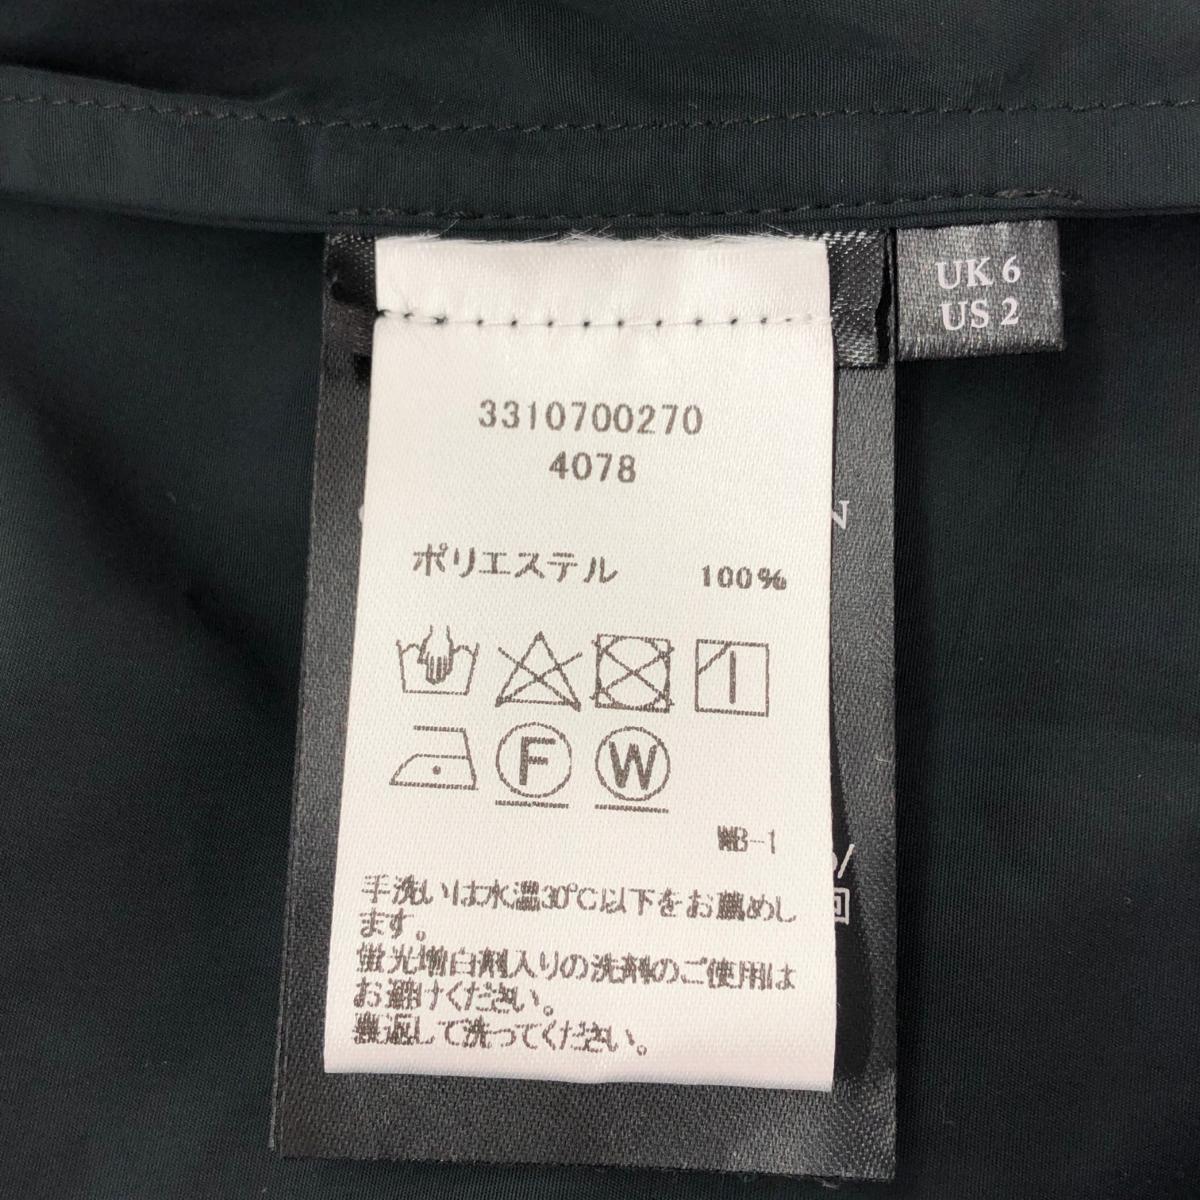 UK 6
US 2
3310700270
4078
N
ポリエステル 100%
F W
WB-1
手洗いは水温30℃以下をお薦めし
ます。
蛍光増白剤入りの洗剤のご使用は
お避けください。
裏返して洗ってください。
回